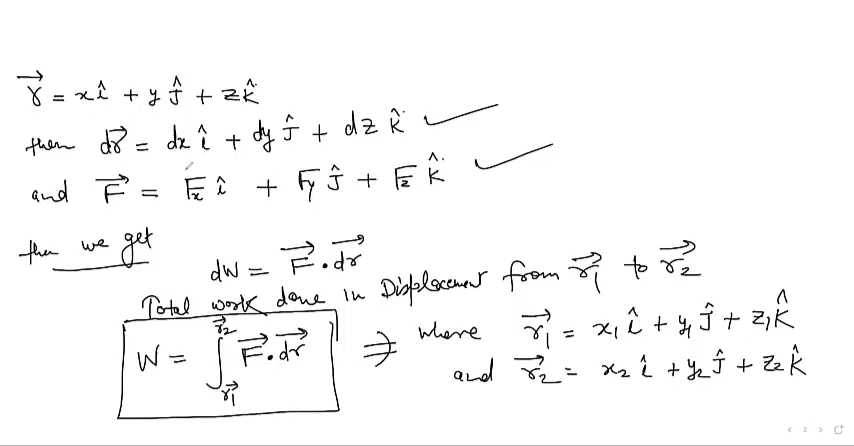 r⃗ = xî + yĵ + zk̂
then dr⃗ = dx î + dy ĵ + dz k̂
and F⃗ = Fx î + Fy ĵ + Fz k̂
then we get
dW = F⃗ . dr⃗
Total work done in Displacement from r⃗1 to r⃗2
W = ∫_{r⃗1}^{r⃗2} F⃗ . dr⃗ ⇒ where r⃗1 = x1 î + y1 ĵ + z1 k̂
and r⃗2 = x2 î + y2 ĵ + z2 k̂
2